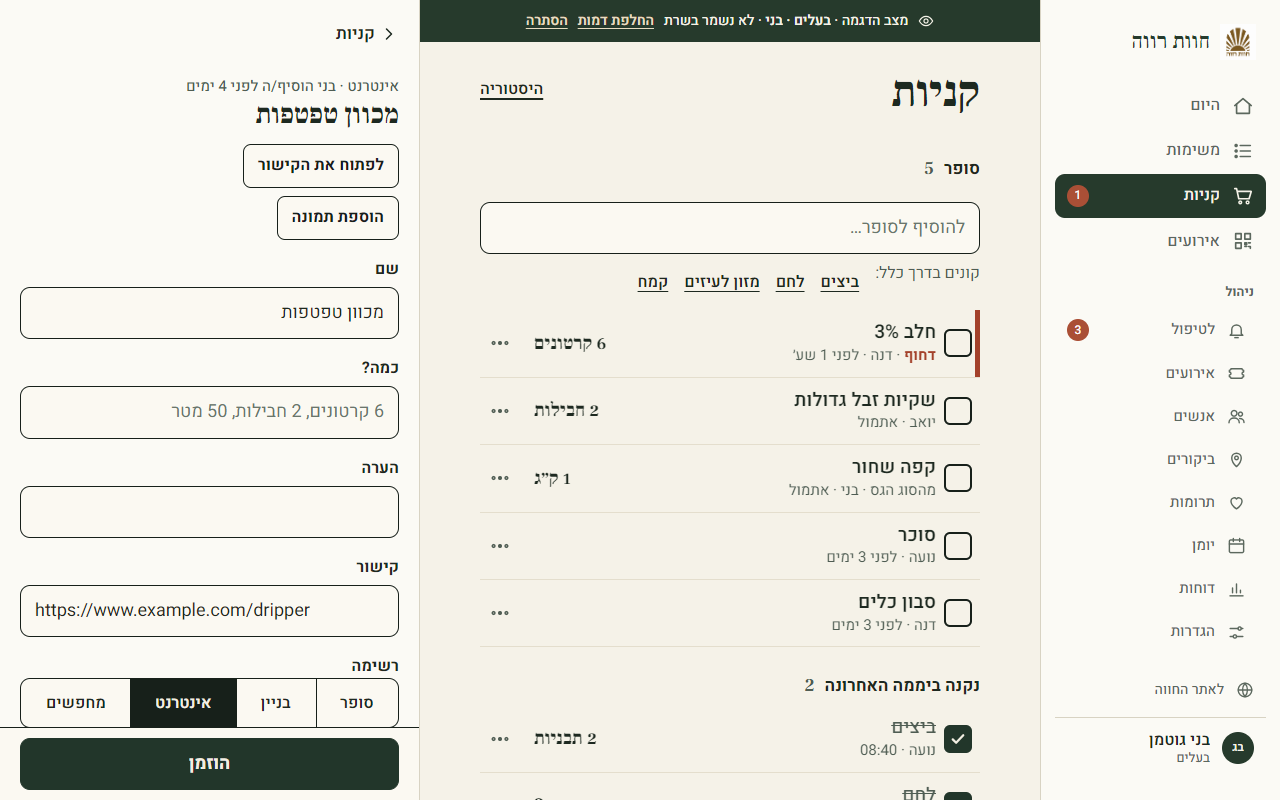 חוות רווה
היום
משימות
קניות
1
אירועים
ניהול
לטיפול
3
אירועים
אנשים
ביקורים
תרומות
יומן
דוחות
הגדרות
לאתר החווה
בג
בני גוטמן
בעלים
מצב הדגמה · בעלים · בני · לא נשמר בשרת החלפת דמות הסתרה
קניות
היסטוריה
סופר 5
להוסיף לסופר...
קונים בדרך כלל: ביצים לחם מזון לעיזים קמח
חלב 3%
דחוף · דנה · לפני 1 שע׳
6 קרטונים
שקיות זבל גדולות
יואב · אתמול
2 חבילות
קפה שחור
מהסוג הגס · בני · אתמול
1 ק״ג
סוכר
נועה · לפני 3 ימים
סבון כלים
דנה · לפני 3 ימים
נקנה ביממה האחרונה 2
ביצים
נועה · 08:40
2 תבניות
לחם
קניות
אינטרנט · בני הוסיף/ה לפני 4 ימים
מכוון טפטפות
לפתוח את הקישור
הוספת תמונה
שם
מכוון טפטפות
כמה?
6 קרטונים, 2 חבילות, 50 מטר
הערה
קישור
https://www.example.com/dripper
רשימה
סופר
בניין
אינטרנט
מחפשים
הוזמן